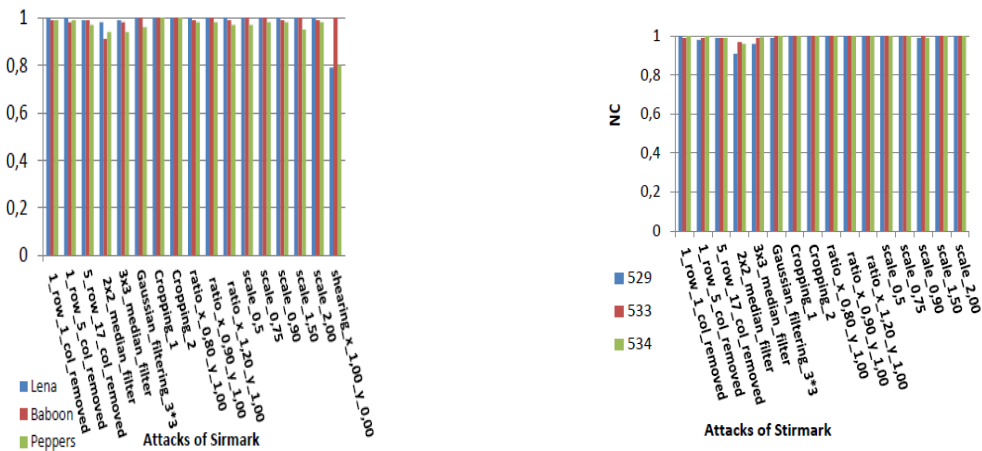 1
0,8
0,6
0,4
0,2
0
1_row_1_col_removed
1_row_5_col_removed
5_row_17_col_removed
2x2_median_filter
3x3_median_filter
Gaussian_filtering_3*3
Cropping_1
Cropping_2
ratio_x_0,80_y_1,00
ratio_x_0,90_y_1,00
ratio_x_1,20_y_1,00
scale_0,5
scale_0,75
scale_0,90
scale_1,50
scale_2,00
shearing_x_1,00_y_0,00
Lena
Baboon
Peppers
Attacks of Sirmark
NC
1
0,8
0,6
0,4
0,2
0
1_row_1_col_removed
1_row_5_col_removed
5_row_17_col_removed
2x2_median_filter
3x3_median_filter
Gaussian_filtering_3*3
Cropping_1
Cropping_2
ratio_x_0,80_y_1,00
ratio_x_0,90_y_1,00
ratio_x_1,20_y_1,00
scale_0,5
scale_0,75
scale_0,90
scale_1,50
scale_2,00
529
533
534
Attacks of Stirmark